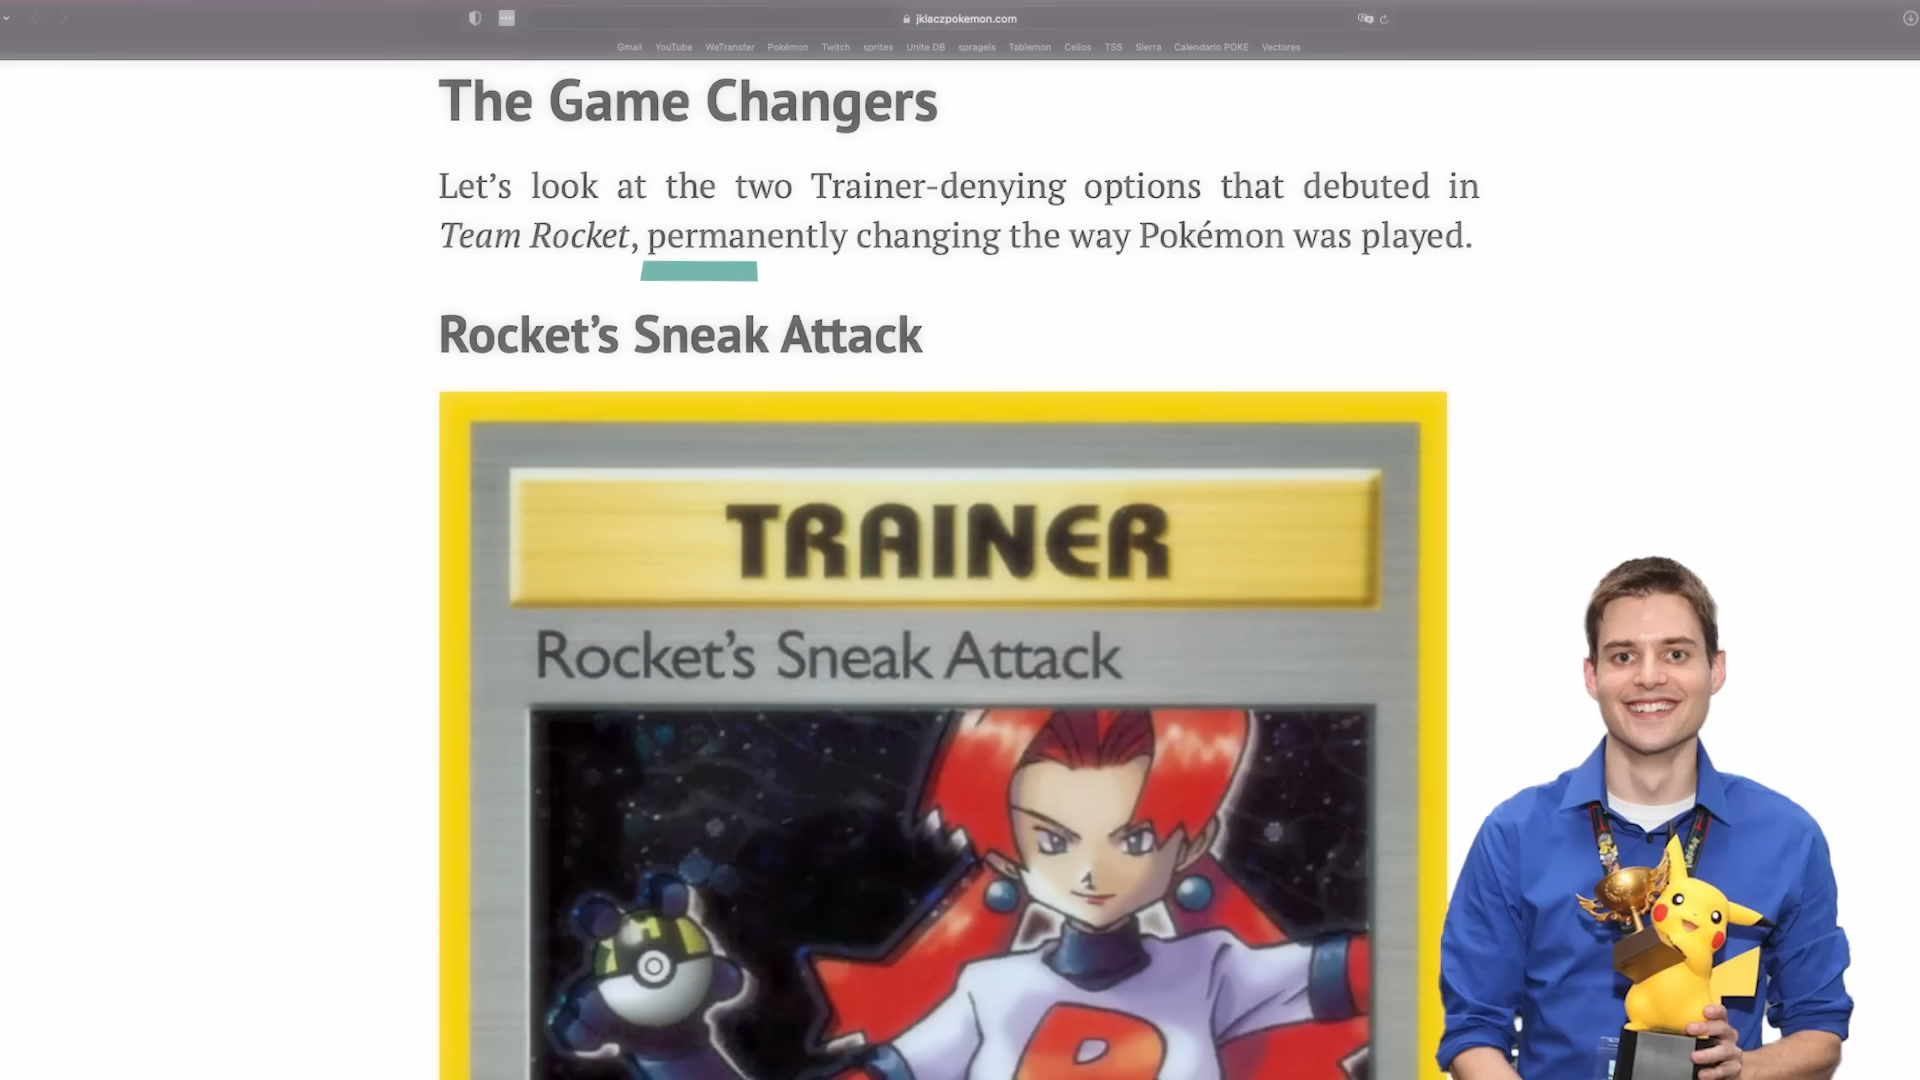 jklaczpokemon.com
Gmail YouTube WeTransfer Pokémon Twitch sprites Unite DB spragels Tablemon Celios TSS Sierra Calendario POKE Vectores
The Game Changers
Let’s look at the two Trainer-denying options that debuted in
Team Rocket, permanently changing the way Pokémon was played.
Rocket’s Sneak Attack
TRAINER
Rocket’s Sneak Attack
R